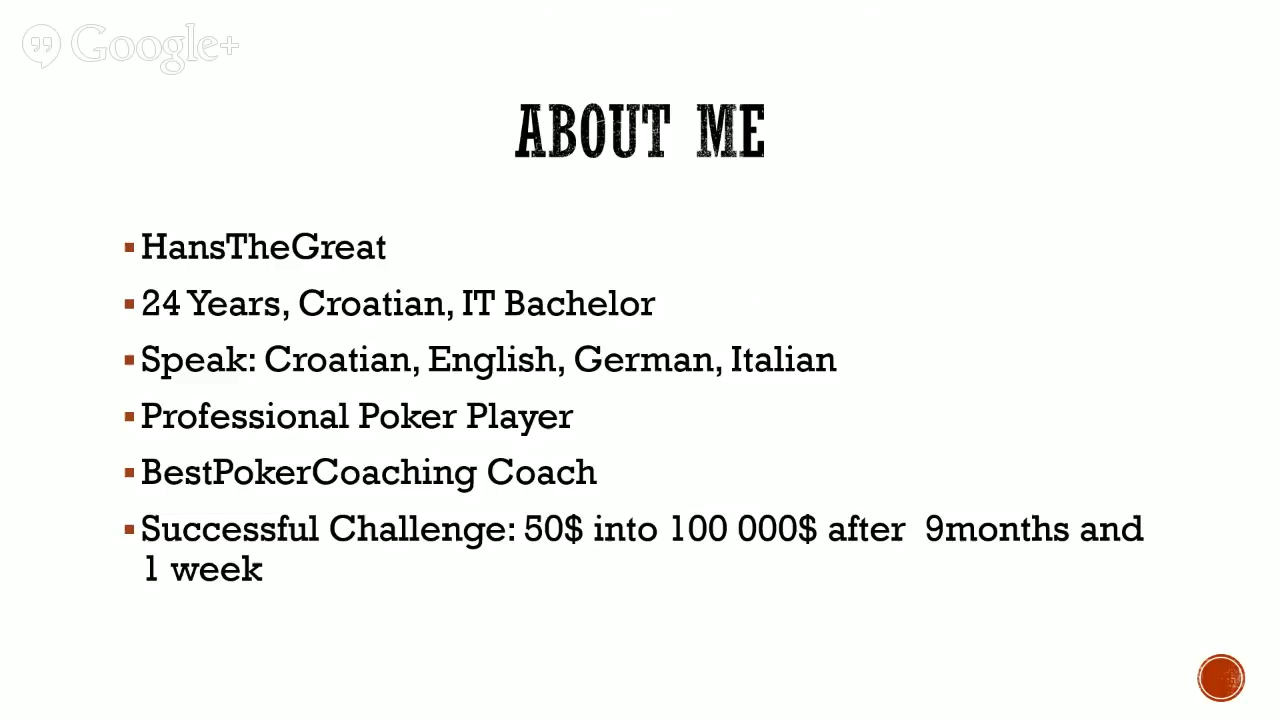 Google+
ABOUT ME
HansTheGreat
24 Years, Croatian, IT Bachelor
Speak: Croatian, English, German, Italian
Professional Poker Player
BestPokerCoaching Coach
Successful Challenge: 50$ into 100 000$ after 9months and
1 week